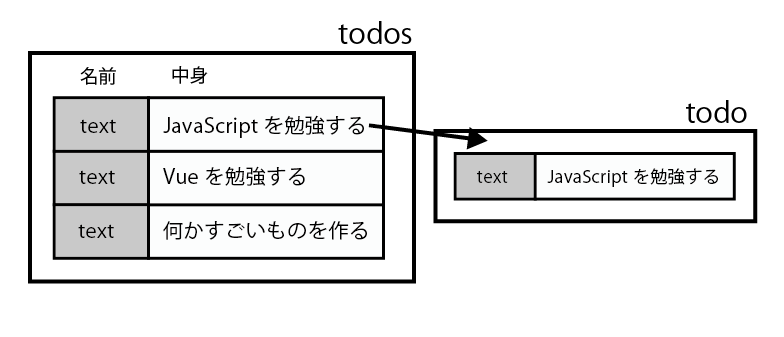 todos
名前 中身
text JavaScript を勉強する
text Vue を勉強する
text 何かすごいものを作る
todo
text JavaScript を勉強する